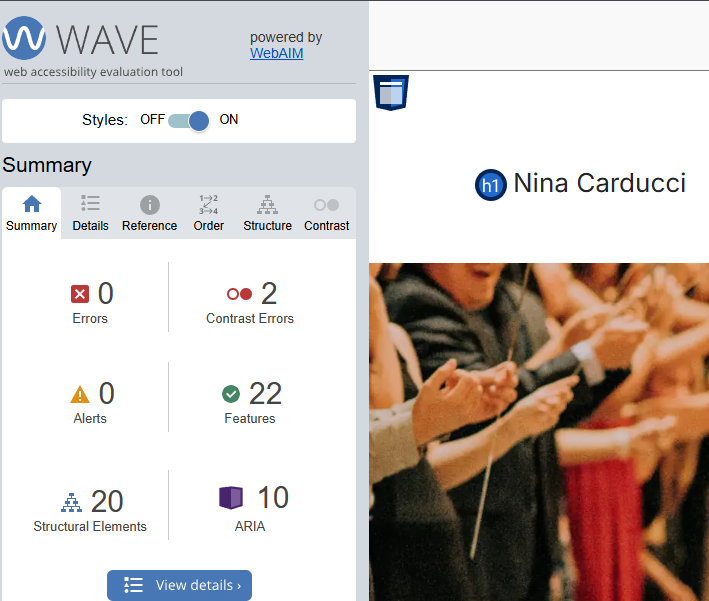 WAVE
powered by
WebAIM
web accessibility evaluation tool
Styles: OFF ON
Summary
Summary Details Reference Order Structure Contrast
0
Errors
2
Contrast Errors
0
Alerts
22
Features
20
Structural Elements
10
ARIA
View details ›
h1 Nina Carducci